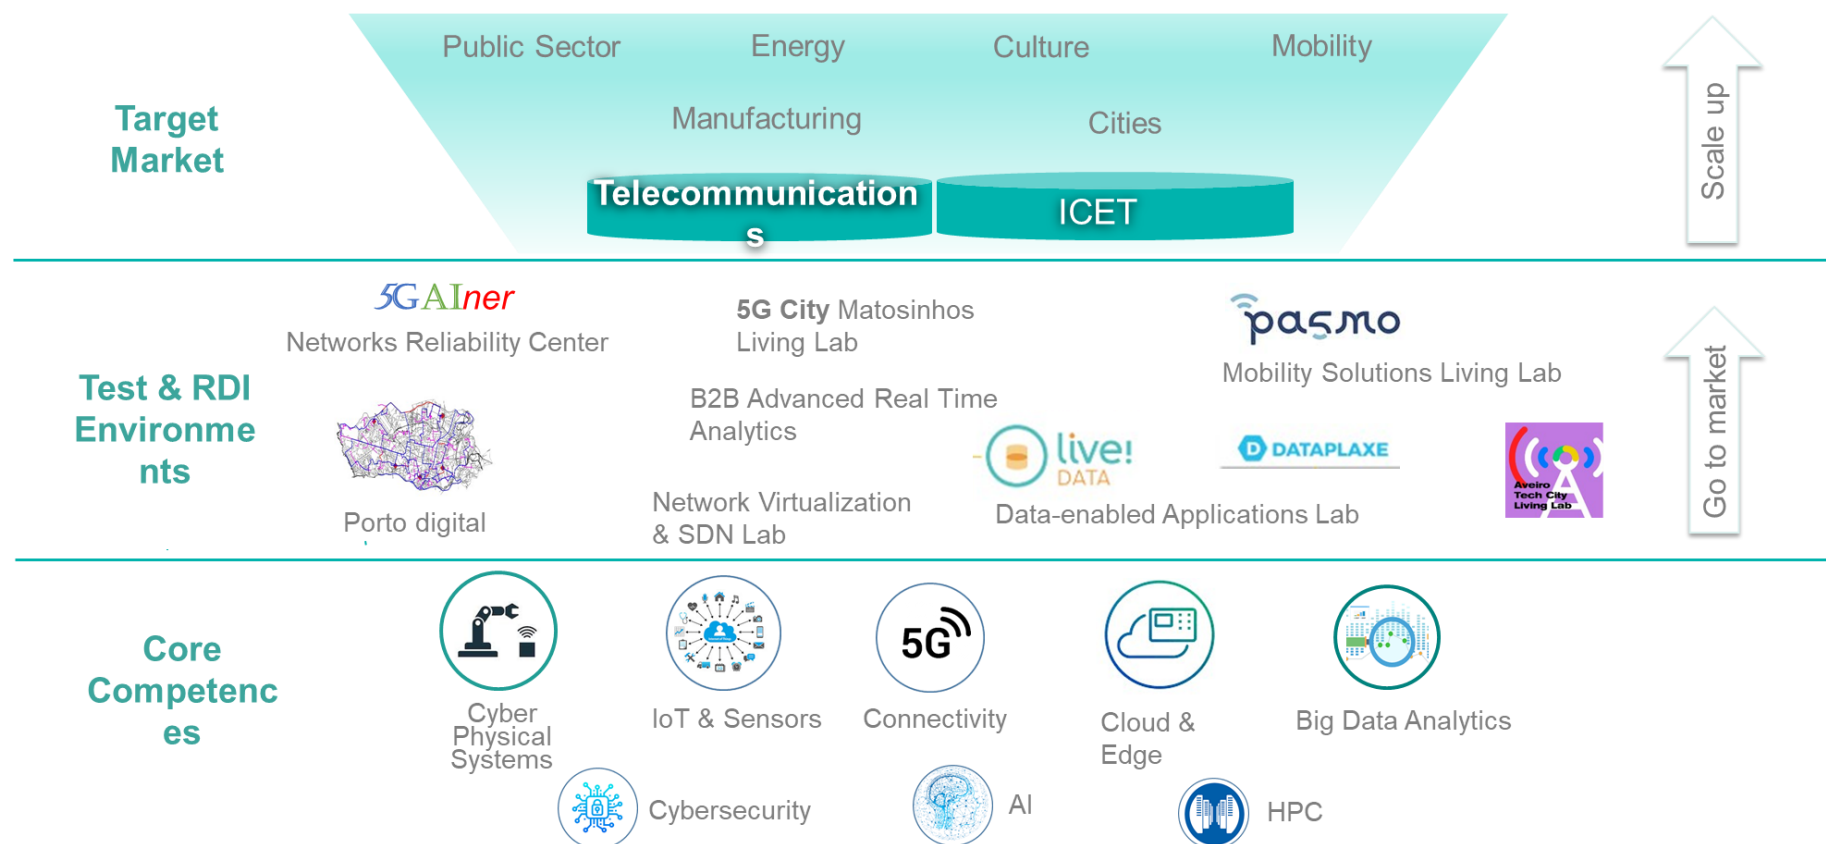 Public Sector
Energy
Culture
Mobility
Target
Market
Manufacturing
Cities
Telecommunication
s
ICET
Scale up
5GAIner
Networks Reliability Center
5G City Matosinhos
Living Lab
pasmo
Mobility Solutions Living Lab
Test & RDI
Environme
nts
B2B Advanced Real Time
Analytics
live!
DATA
D DATAPLAXE
Aveiro
Tech City
Living Lab
Porto digital
Network Virtualization
& SDN Lab
Data-enabled Applications Lab
Go to market
Core
Competenc
es
5G
Cyber
Physical
Systems
IoT & Sensors
Connectivity
Cloud &
Edge
Big Data Analytics
Cybersecurity
AI
HPC